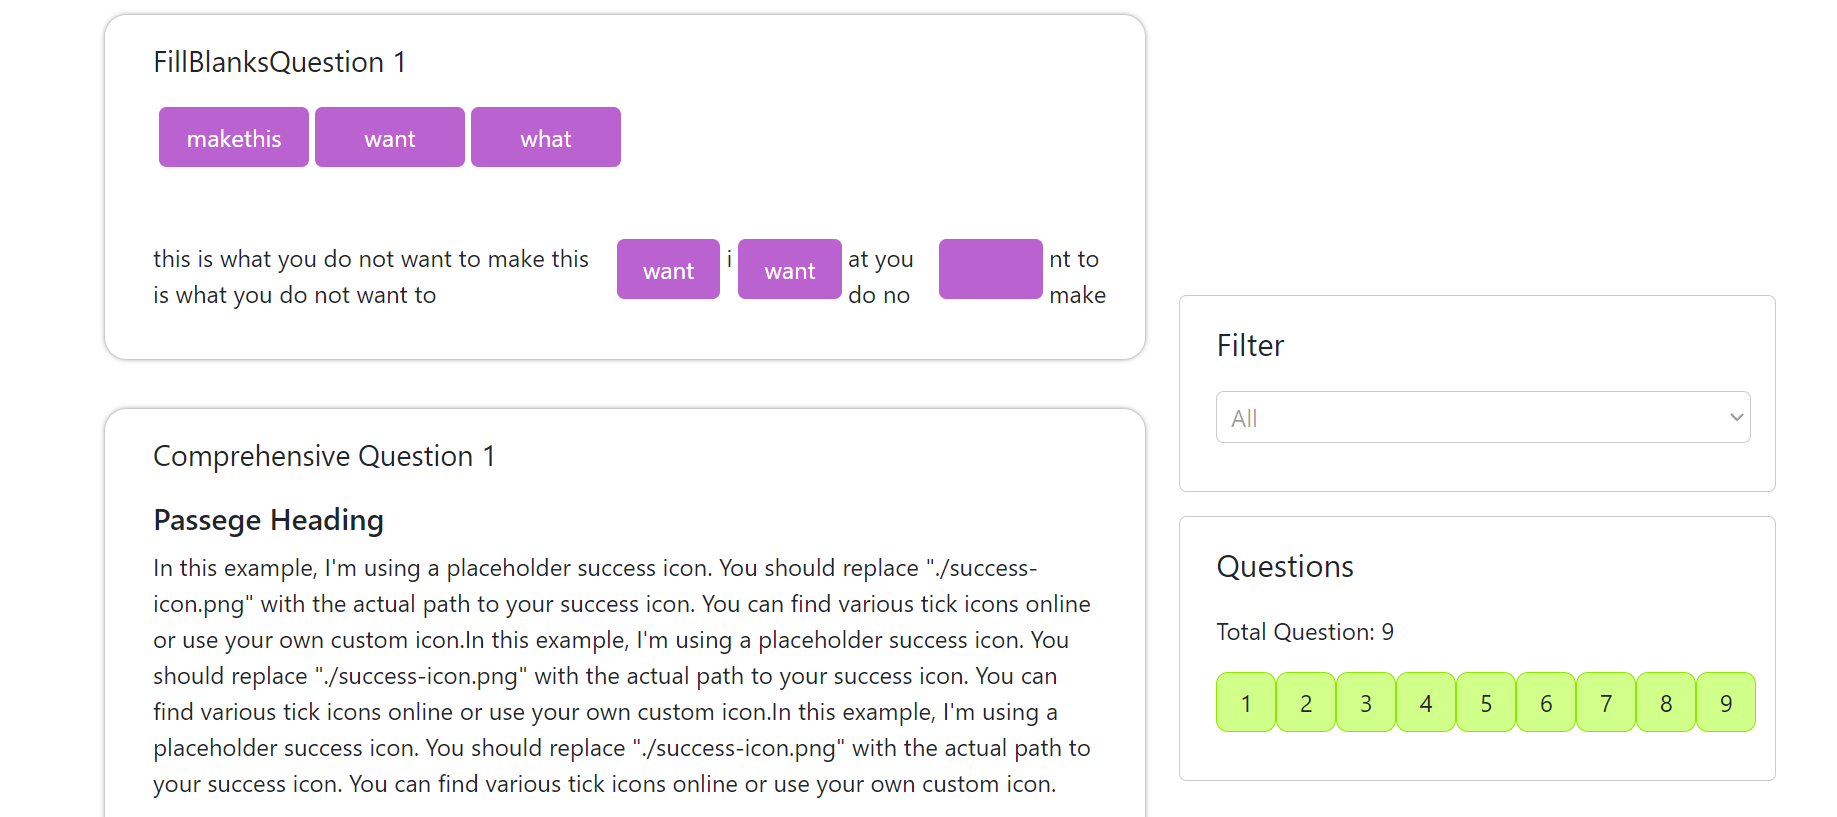 FillBlanksQuestion 1
makethis want what
this is what you do not want to make this want i want at you nt to
is what you do not want to do no make
Comprehensive Question 1
Passege Heading
In this example, I'm using a placeholder success icon. You should replace "./success-
icon.png" with the actual path to your success icon. You can find various tick icons online
or use your own custom icon.In this example, I'm using a placeholder success icon. You
should replace "./success-icon.png" with the actual path to your success icon. You can
find various tick icons online or use your own custom icon.In this example, I'm using a
placeholder success icon. You should replace "./success-icon.png" with the actual path to
your success icon. You can find various tick icons online or use your own custom icon.
Filter
All
Questions
Total Question: 9
1 2 3 4 5 6 7 8 9